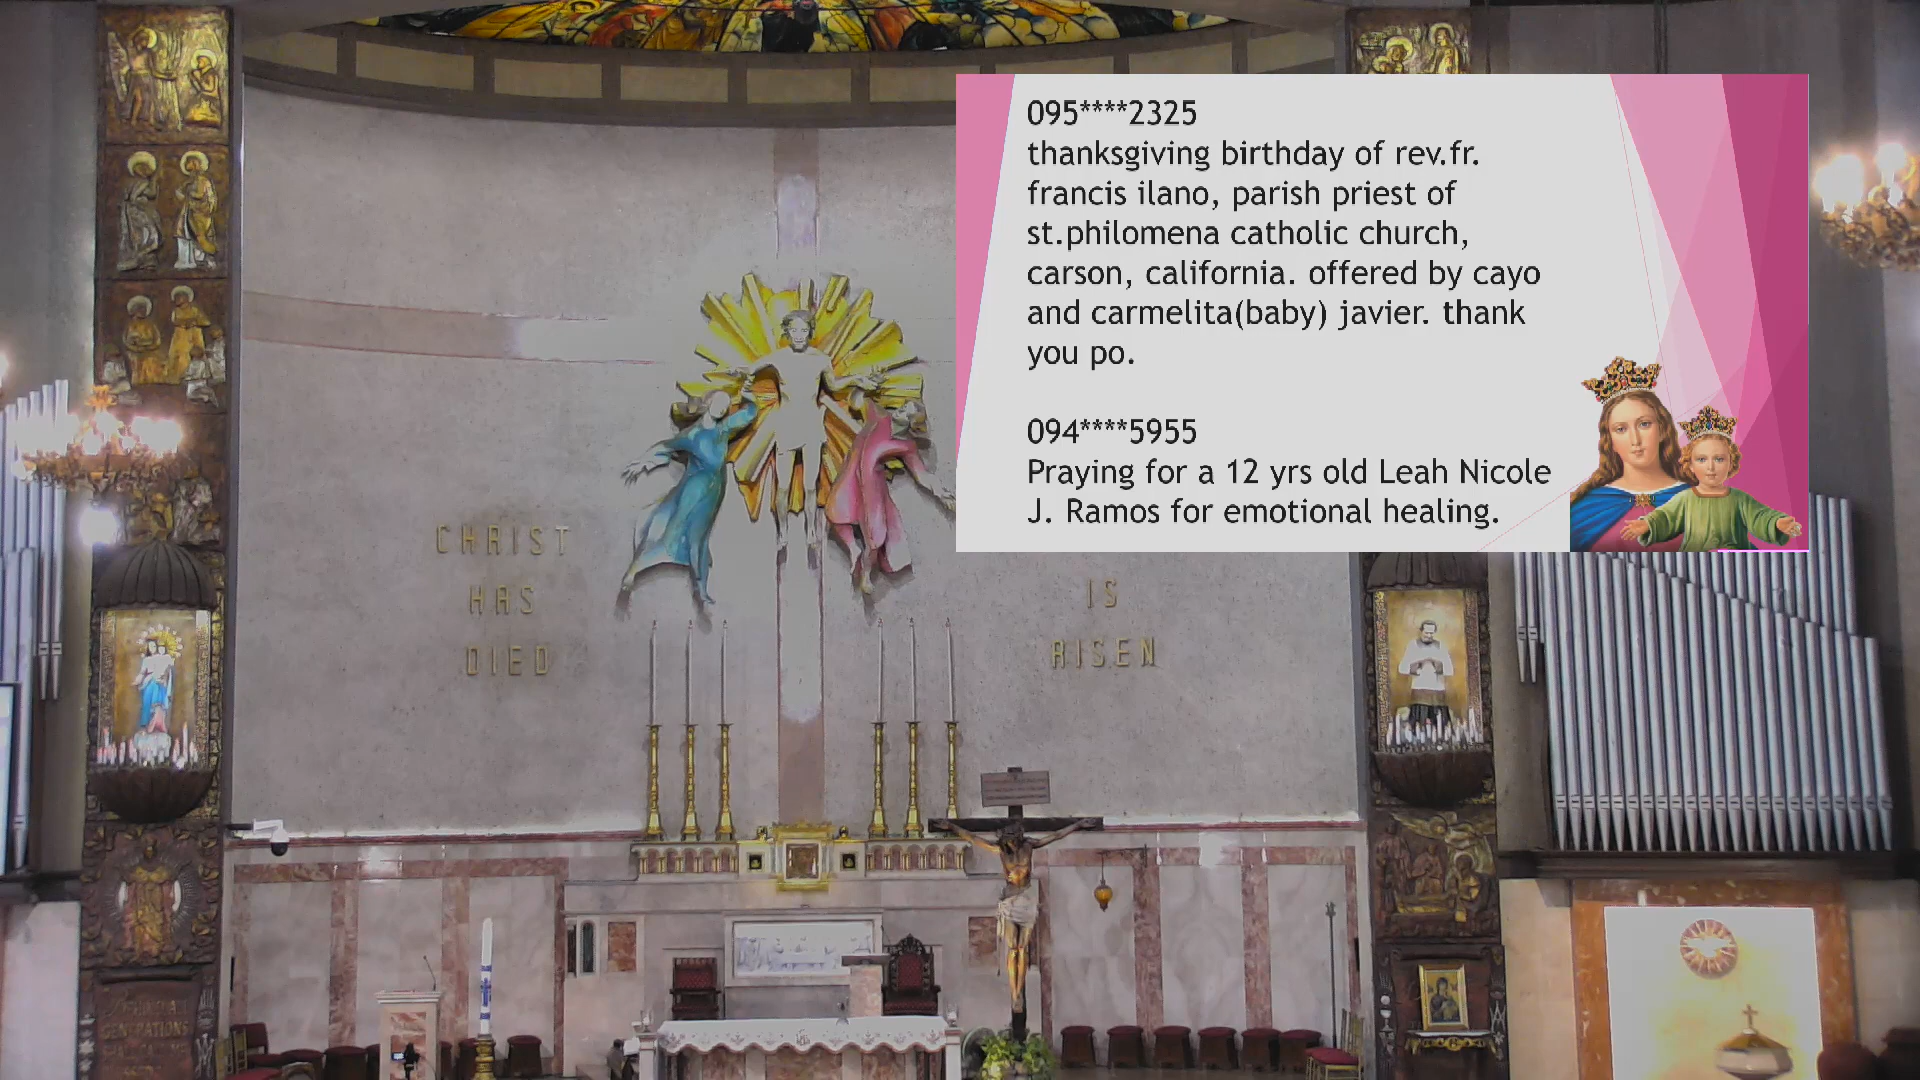 095****2325
thanksgiving birthday of rev.fr.
francis ilano, parish priest of
st.philomena catholic church,
carson, california. offered by cayo
and carmelita(baby) javier. thank
you po.
094****5955
Praying for a 12 yrs old Leah Nicole
J. Ramos for emotional healing.
CHRIST
HAS
DIED
IS
RISEN
GENERATIONS